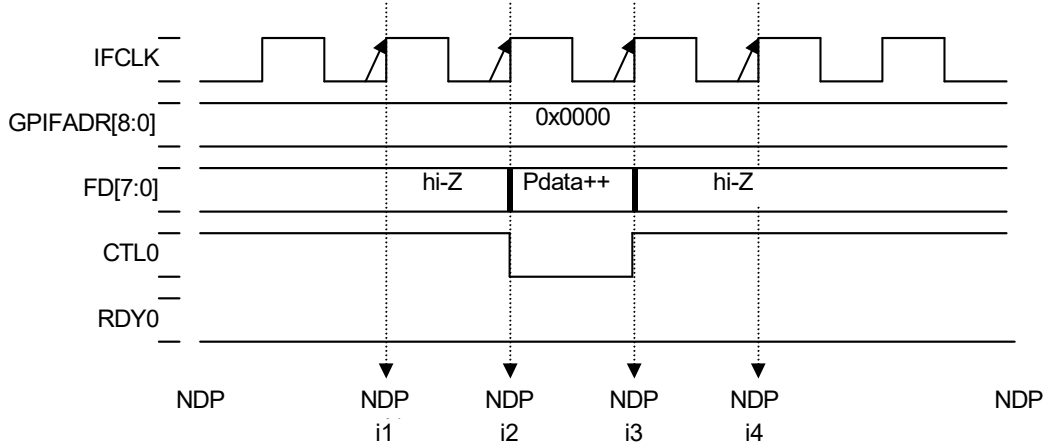 IFCLK
GPIFADR[8:0]
0x0000
FD[7:0]
hi-Z
Pdata++
hi-Z
CTL0
RDY0
NDP NDP NDP NDP NDP NDP
i1 i2 i3 i4